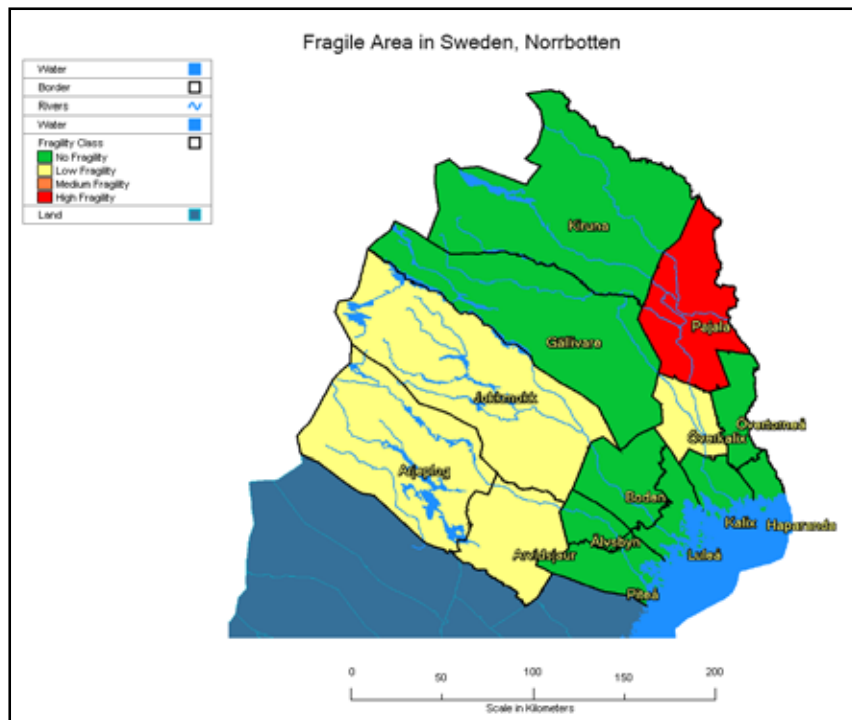 Fragile Area in Sweden, Norrbotten
Water
Border
Rivers
Water
Fragility Class
No Fragility
Low Fragility
Medium Fragility
High Fragility
Land
Kiruna
Pajala
Gällivare
Jokkmokk
Övertorneå
Överkalix
Arjeplog
Boden
Kalix
Haparanda
Älvsbyn
Luleå
Arvidsjaur
Piteå
0
50
100
150
200
Scale in Kilometers